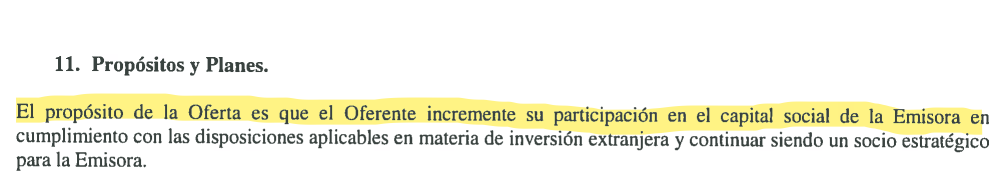 11. Propósitos y Planes.
El propósito de la Oferta es que el Oferente incremente su participación en el capital social de la Emisora en
cumplimiento con las disposiciones aplicables en materia de inversión extranjera y continuar siendo un socio estratégico
para la Emisora.